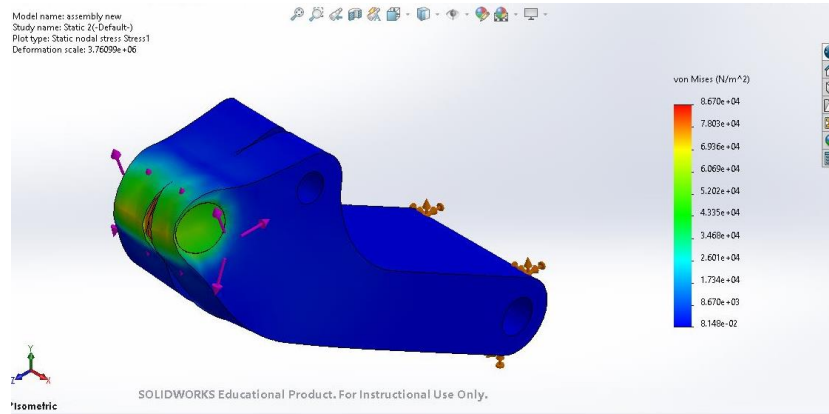 Model name: assembly new
Study name: Static 2(-Default-)
Plot type: Static nodal stress Stress1
Deformation scale: 3.76099e+06
von Mises (N/m^2)
8.670e+04
7.803e+04
6.936e+04
6.069e+04
5.202e+04
4.335e+04
3.468e+04
2.601e+04
1.734e+04
8.670e+03
8.148e-02
Y
Z
X
SOLIDWORKS Educational Product. For Instructional Use Only.
*Isometric